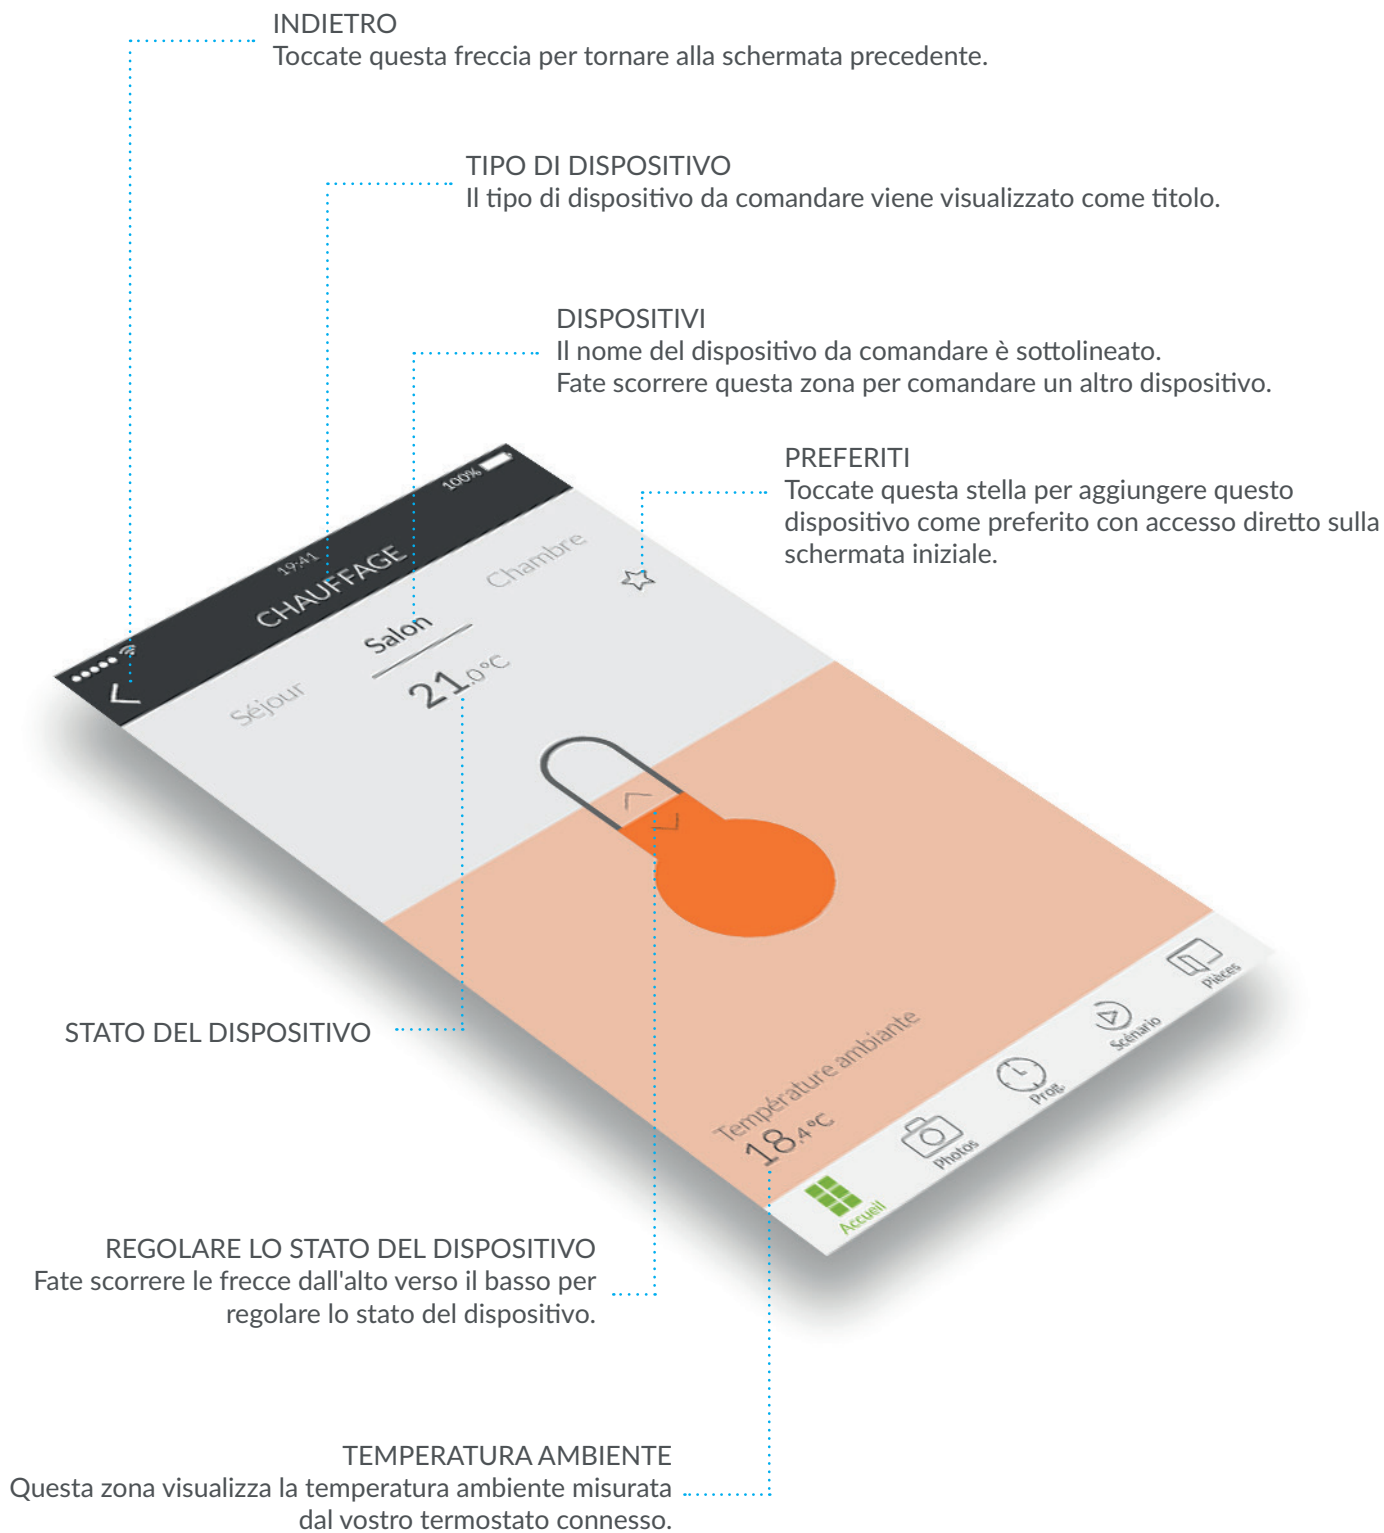 INDIETRO
Toccate questa freccia per tornare alla schermata precedente.
TIPO DI DISPOSITIVO
Il tipo di dispositivo da comandare viene visualizzato come titolo.
DISPOSITIVI
Il nome del dispositivo da comandare è sottolineato.
Fate scorrere questa zona per comandare un altro dispositivo.
PREFERITI
Toccate questa stella per aggiungere questo
dispositivo come preferito con accesso diretto sulla
schermata iniziale.
19:41
100%
CHAUFFAGE
Séjour
Salon
Chambre
21.0°C
Température ambiante
18.4°C
Accueil
Photos
Prog.
Scénario
Pièces
STATO DEL DISPOSITIVO
REGOLARE LO STATO DEL DISPOSITIVO
Fate scorrere le frecce dall'alto verso il basso per
regolare lo stato del dispositivo.
TEMPERATURA AMBIENTE
Questa zona visualizza la temperatura ambiente misurata
dal vostro termostato connesso.